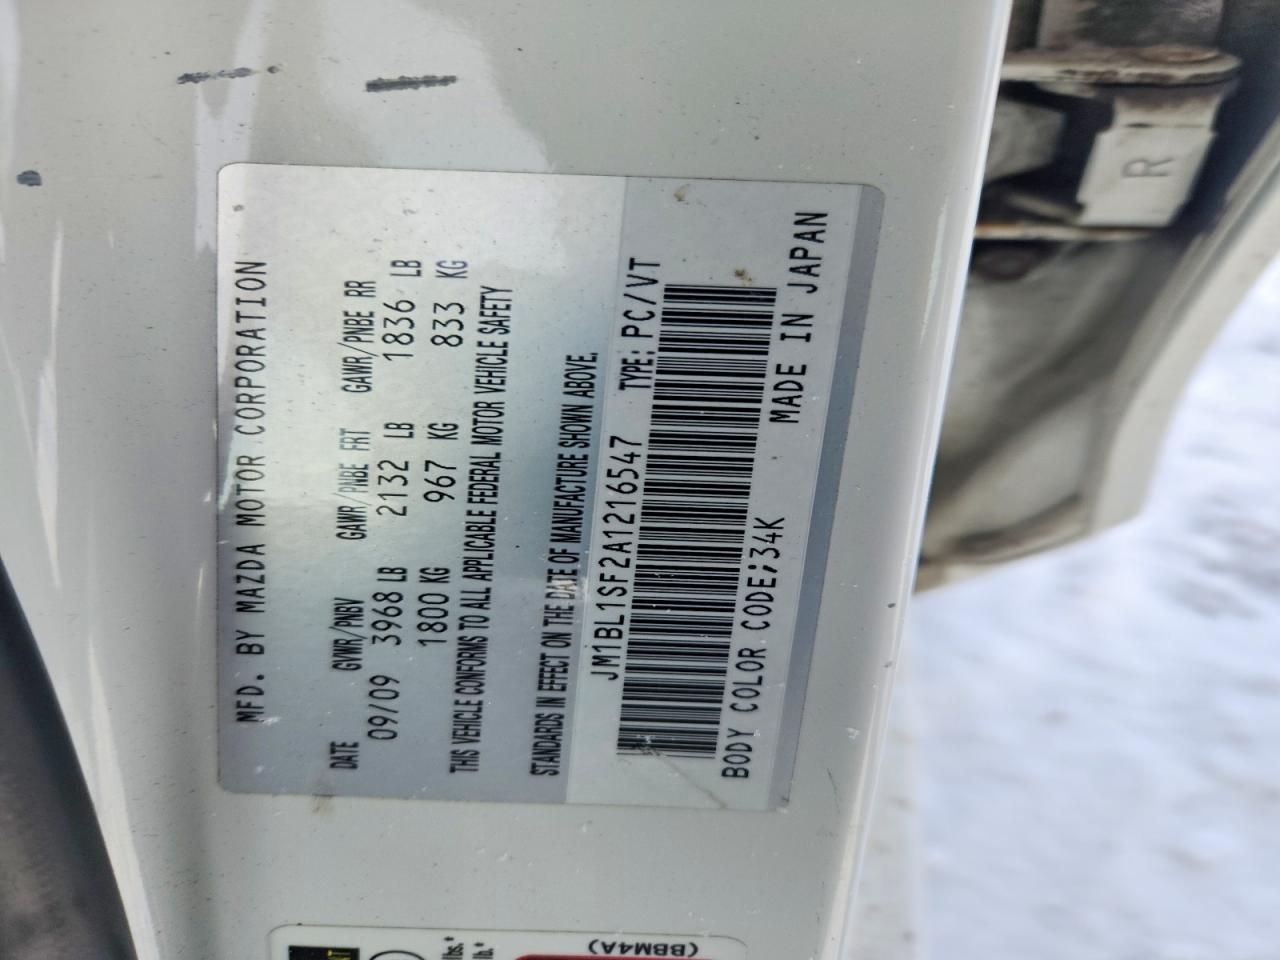 MFD. BY MAZDA MOTOR CORPORATION
DATE GVWR/PNBV GAWR/PNBE FRT GAWR/PNBE RR
09/09 3968 LB 2132 LB 1836 LB
1800 KG 967 KG 833 KG
THIS VEHICLE CONFORMS TO ALL APPLICABLE FEDERAL MOTOR VEHICLE SAFETY
STANDARDS IN EFFECT ON THE DATE OF MANUFACTURE SHOWN ABOVE.
JM1BL1SF2A1216547 TYPE: PC/VT
BODY COLOR CODE;34K MADE IN JAPAN
R
lbs.*
lb.*
(BBM4A)